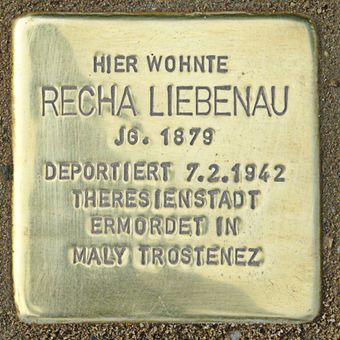 HIER WOHNTE
RECHA LIEBENAU
JG. 1879
DEPORTIERT 7.2.1942
THERESIENSTADT
ERMORDET IN
MALY TROSTENEZ